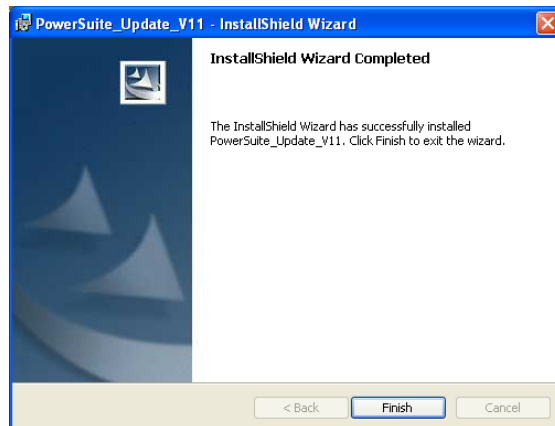 PowerSuite_Update_V11 - InstallShield Wizard
InstallShield Wizard Completed
The InstallShield Wizard has successfully installed
PowerSuite_Update_V11. Click Finish to exit the wizard.
< Back
Finish
Cancel